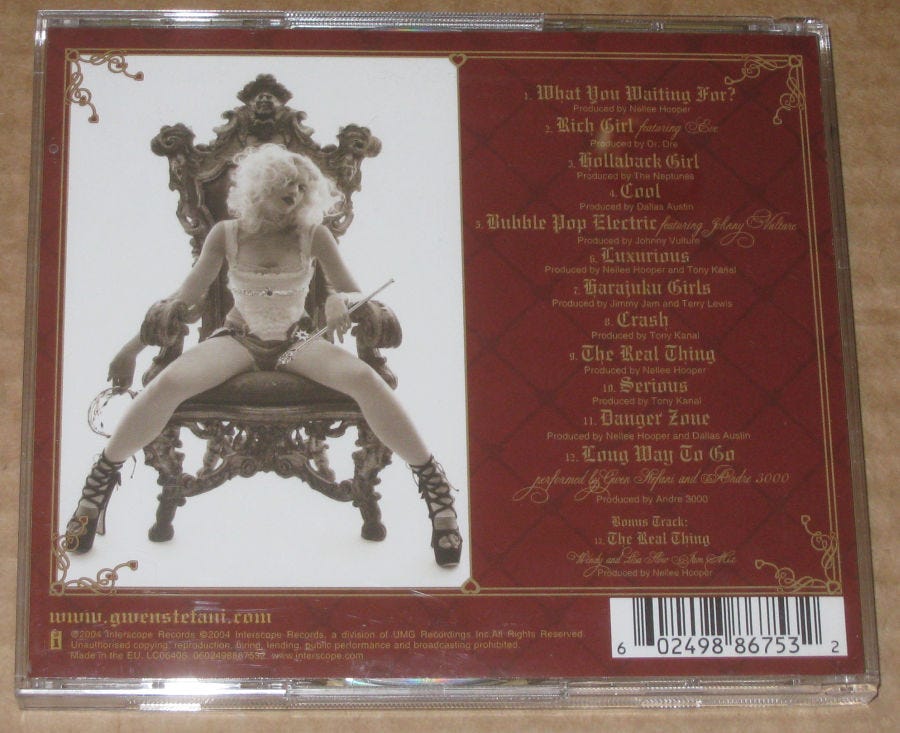 1. What You Waiting For?
Produced by Nellee Hooper
2. Rich Girl featuring Eve
Produced by Dr. Dre
3. Hollaback Girl
Produced by The Neptunes
4. Cool
Produced by Dallas Austin
5. Bubble Pop Electric featuring Johnny Vulture
Produced by Johnny Vulture
6. Luxurious
Produced by Nellee Hooper and Tony Kanal
7. Harajuku Girls
Produced by Jimmy Jam and Terry Lewis
8. Crash
Produced by Tony Kanal
9. The Real Thing
Produced by Nellee Hooper
10. Serious
Produced by Tony Kanal
11. Danger Zone
Produced by Nellee Hooper and Dallas Austin
12. Long Way To Go
performed by Gwen Stefani and Andre 3000
Produced by Andre 3000
Bonus Track:
13. The Real Thing
Wendy and Lisa Slow Jam Mix
Produced by Nellee Hooper
www.gwenstefani.com
©2004 Interscope Records ©2004 Interscope Records, a division of UMG Recordings Inc. All Rights Reserved.
Unauthorised copying, reproduction, hiring, lending, public performance and broadcasting prohibited.
Made in the EU. LC06406 0602498867532 www.interscope.com
6 02498 86753 2